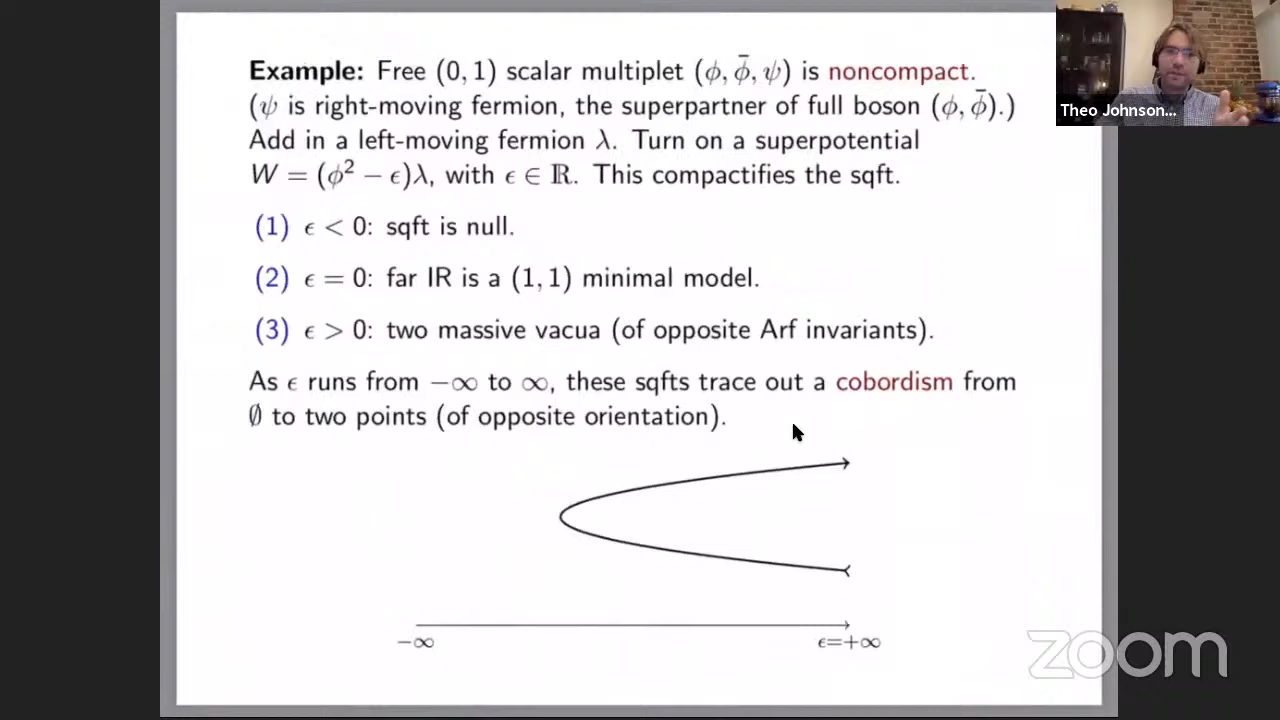 Example: Free (0, 1) scalar multiplet (ϕ, ϕ̄, ψ) is noncompact.
(ψ is right-moving fermion, the superpartner of full boson (ϕ, ϕ̄).)
Add in a left-moving fermion λ. Turn on a superpotential
W = (ϕ² − ϵ)λ, with ϵ ∈ ℝ. This compactifies the sqft.
(1) ϵ < 0: sqft is null.
(2) ϵ = 0: far IR is a (1, 1) minimal model.
(3) ϵ > 0: two massive vacua (of opposite Arf invariants).
As ϵ runs from −∞ to ∞, these sqfts trace out a cobordism from
∅ to two points (of opposite orientation).
−∞
ϵ=+∞
Theo Johnson...
zoom